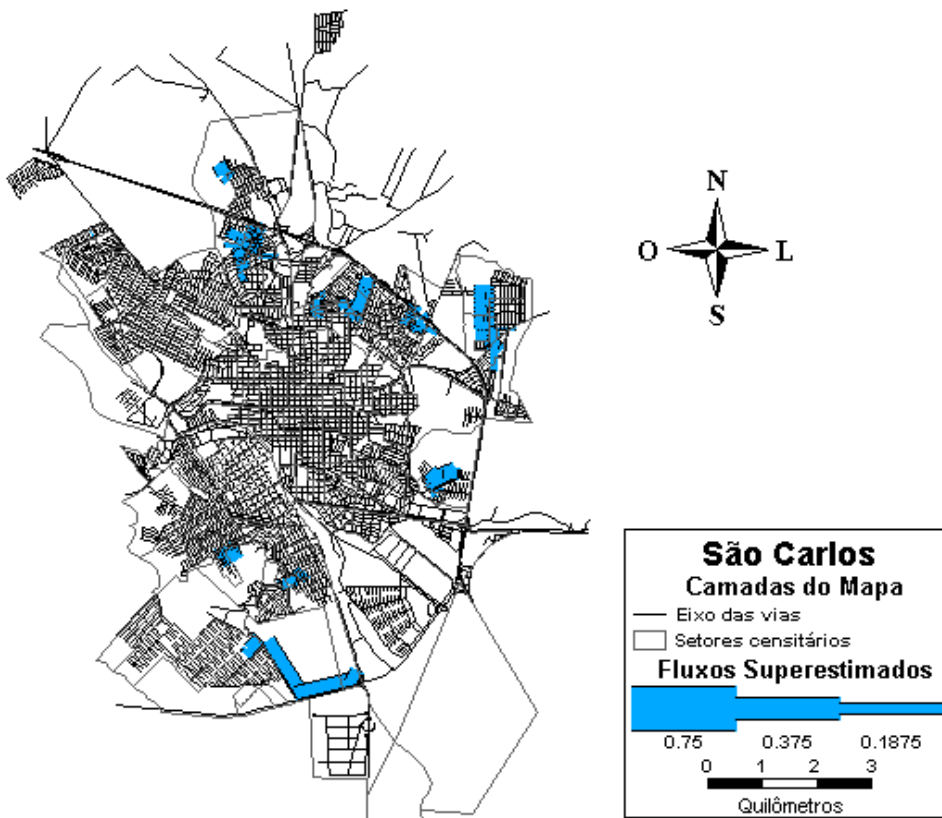 N
O L
S
São Carlos
Camadas do Mapa
Eixo das vias
Setores censitários
Fluxos Superestimados
0.75 0.375 0.1875
0 1 2 3
Quilômetros